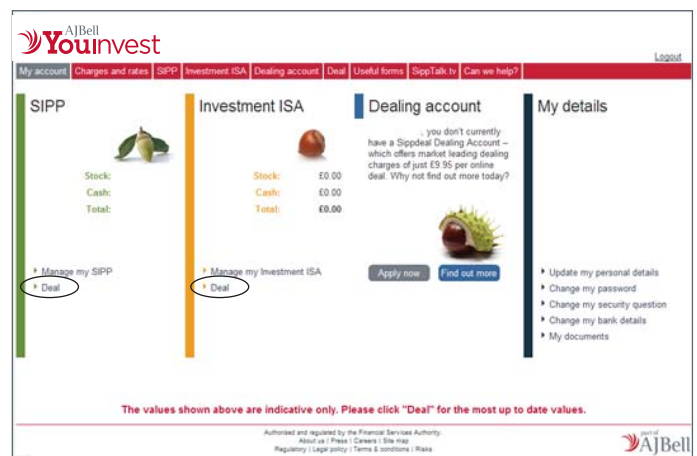 AJBell
Youinvest
Logout
My account Charges and rates SIPP Investment ISA Dealing account Deal Useful forms SippTalk.tv Can we help?
SIPP
Stock:
Cash:
Total:
Manage my SIPP
Deal
Investment ISA
Stock: £0.00
Cash: £0.00
Total: £0.00
Manage my Investment ISA
Deal
Dealing account
, you don't currently
have a Sippdeal Dealing Account –
which offers market leading dealing
charges of just £9.95 per online
deal. Why not find out more today?
Apply now Find out more
My details
Update my personal details
Change my password
Change my security question
Change my bank details
My documents
The values shown above are indicative only. Please click "Deal" for the most up to date values.
Authorised and regulated by the Financial Services Authority.
About us | Press | Careers | Site map
Regulatory | Legal policy | Terms & conditions | Risks
part of
AJBell